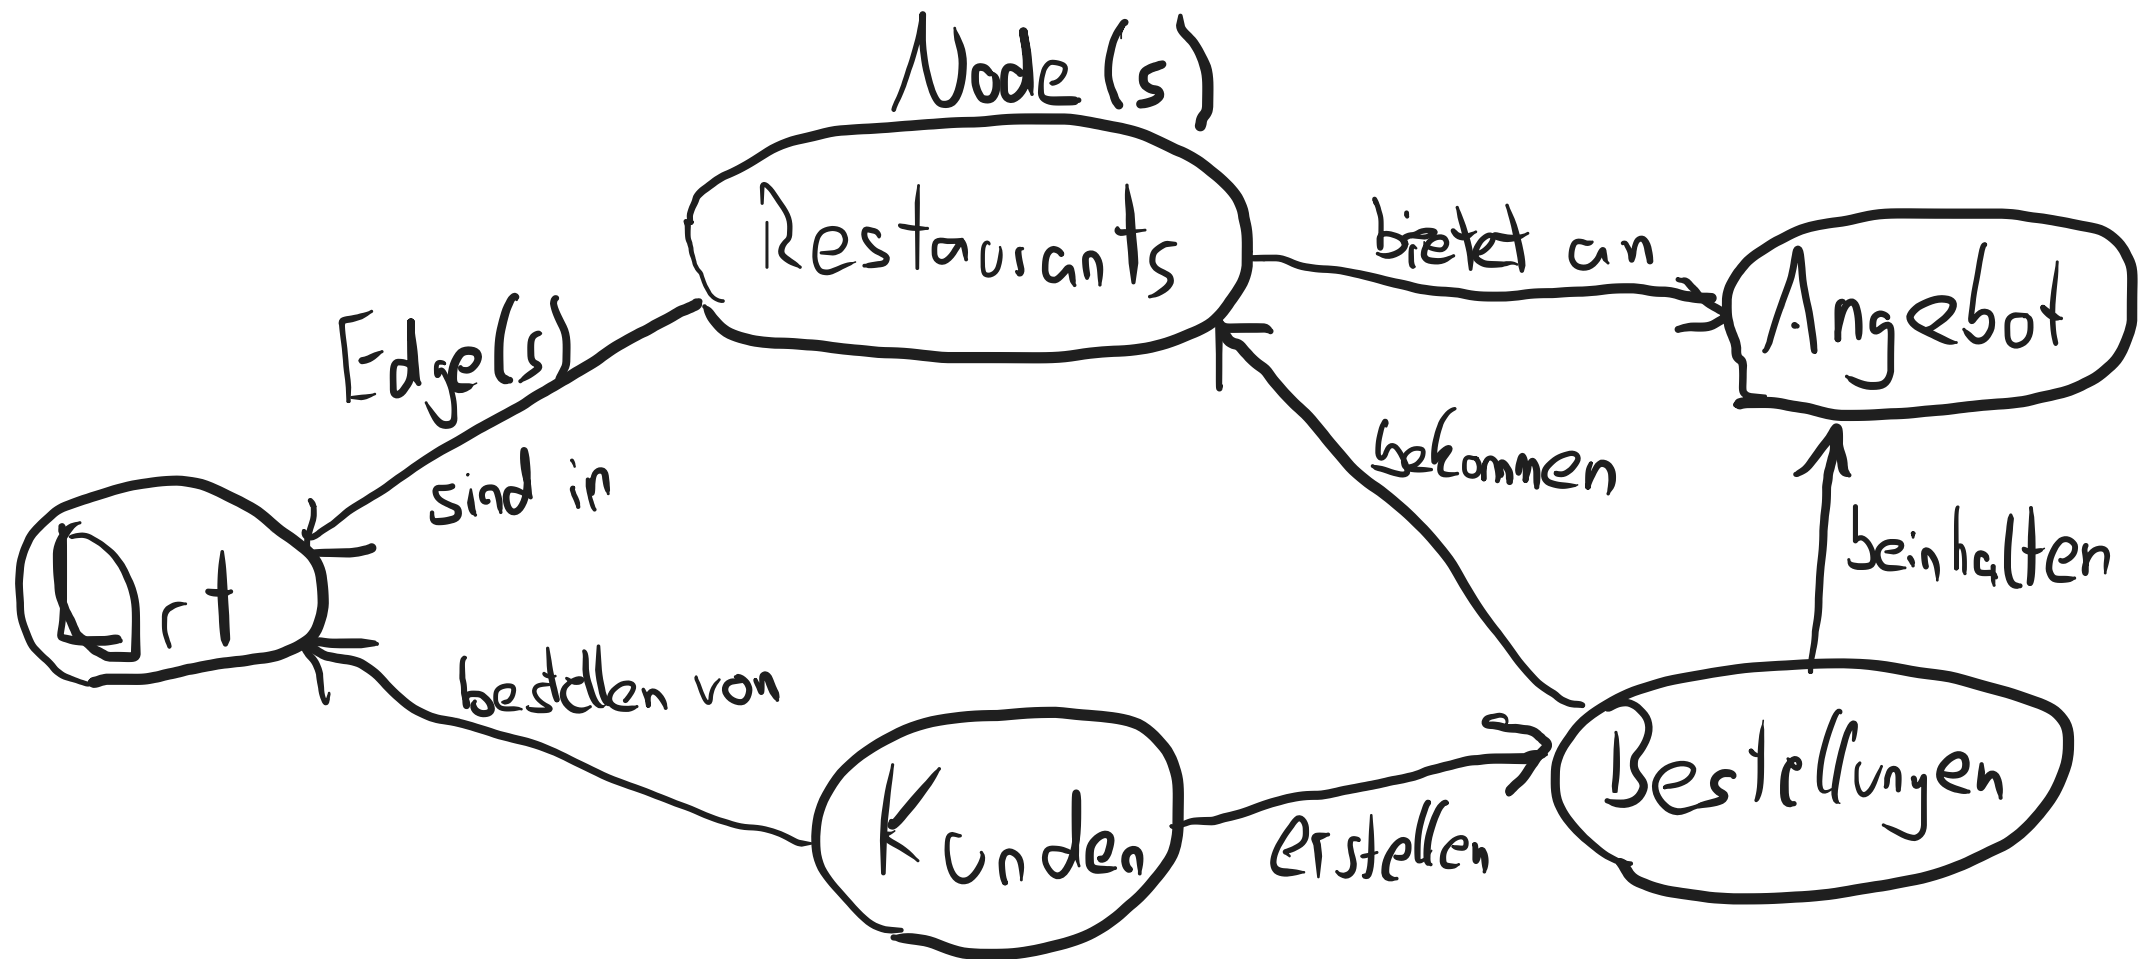 Node(s)
Restaurants
bietet an
Angebot
Edge(s)
sind in
bekommen
beinhalten
Ort
bestellen von
Kunden
erstellen
Bestellungen